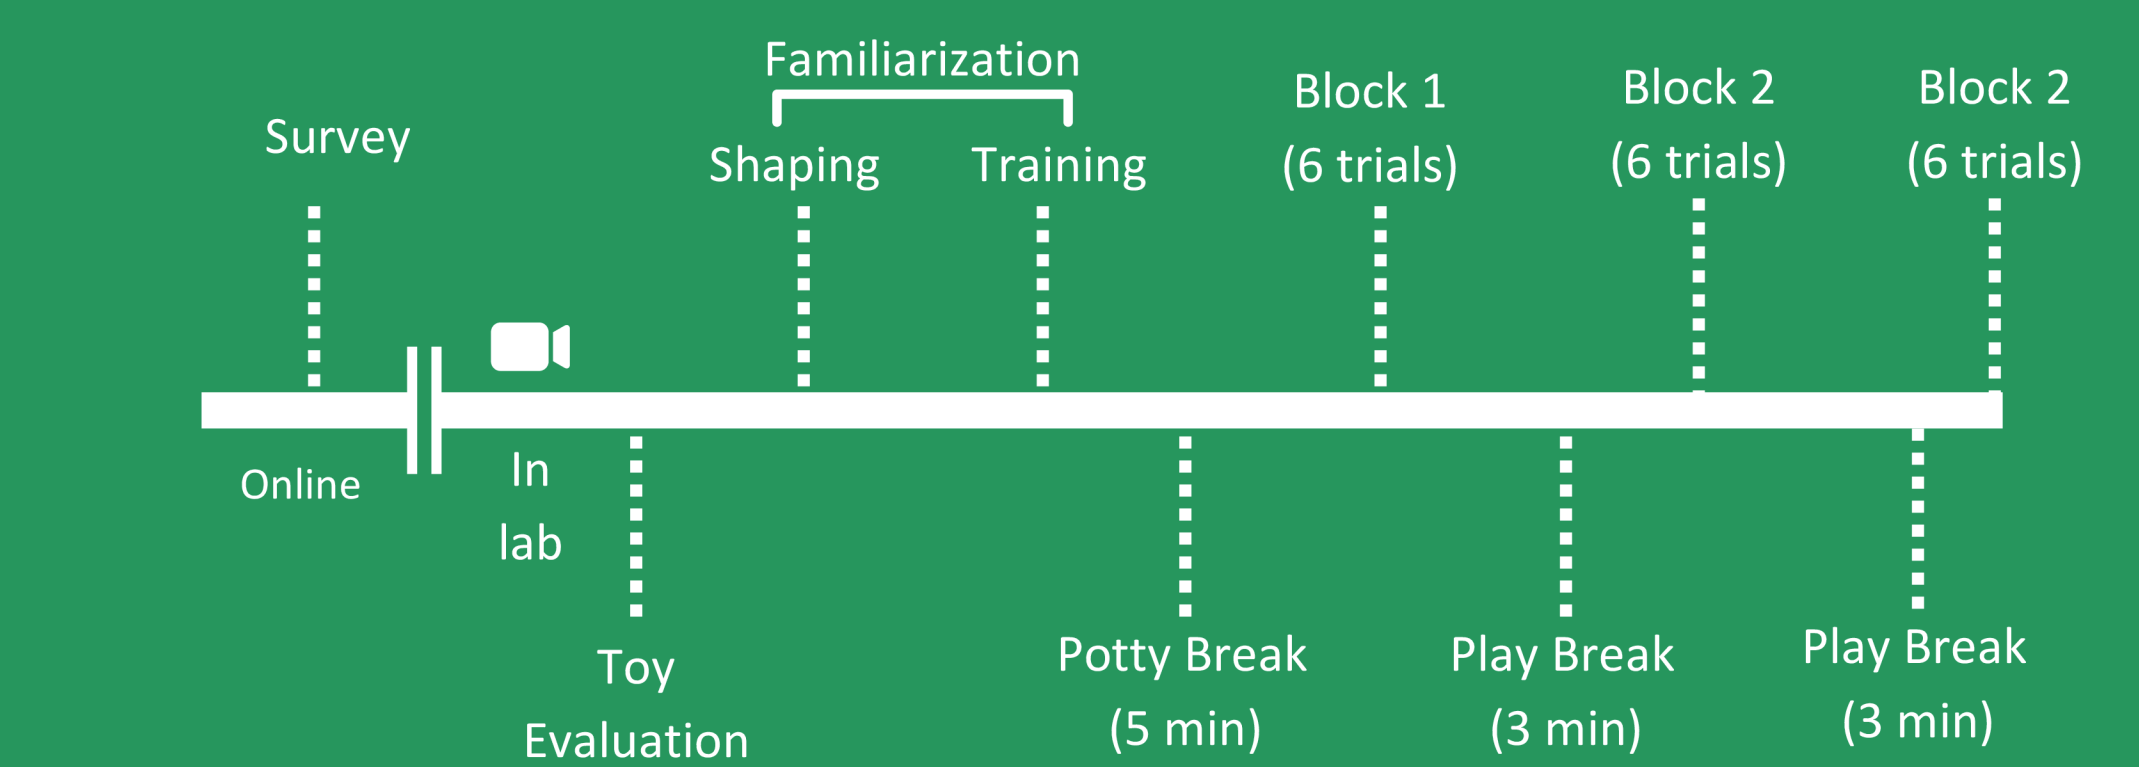 Familiarization
Survey
Shaping
Training
Block 1
(6 trials)
Block 2
(6 trials)
Block 2
(6 trials)
Online
In
lab
Toy
Evaluation
Potty Break
(5 min)
Play Break
(3 min)
Play Break
(3 min)